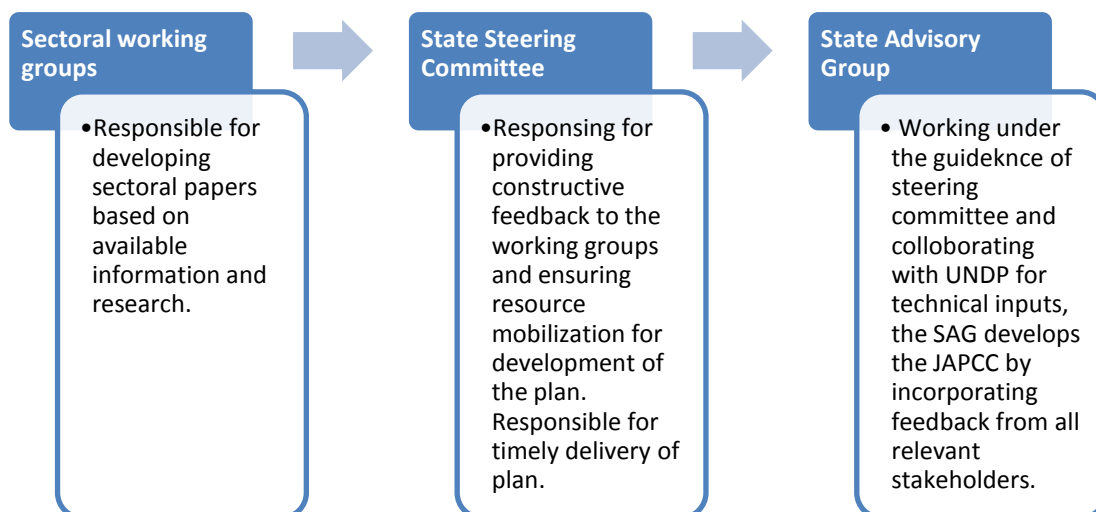 Sectoral working
groups
•Responsible for
developing
sectoral papers
based on
available
information and
research.
State Steering
Committee
•Responsing for
providing
constructive
feedback to the
working groups
and ensuring
resource
mobilization for
development of
the plan.
Responsible for
timely delivery of
plan.
State Advisory
Group
• Working under
the guideknce of
steering
committee and
colloborating
with UNDP for
technical inputs,
the SAG develops
the JAPCC by
incorporating
feedback from all
relevant
stakeholders.